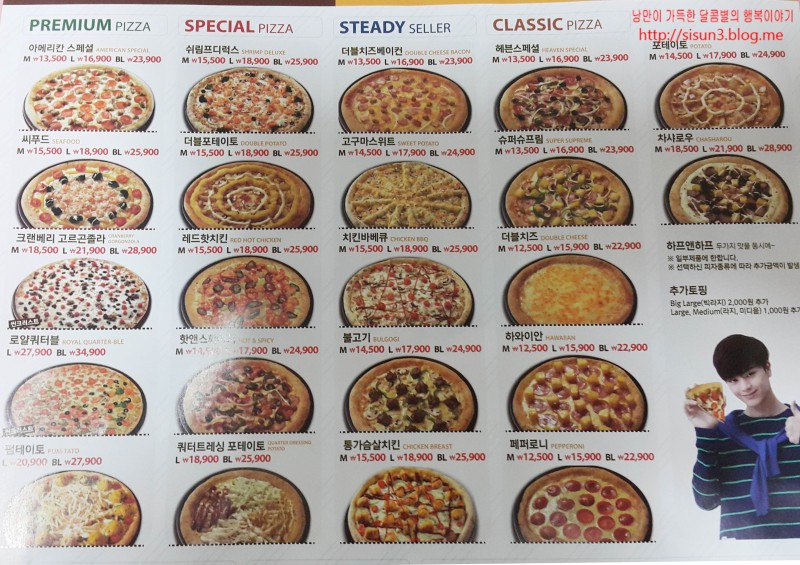 낭만이 가득한 달콤별의 행복이야기
http://sisun3.blog.me
PREMIUM PIZZA
아메리칸 스페셜 AMERICAN SPECIAL
M ₩13,500 L ₩16,900 BL ₩23,900
씨푸드 SEAFOOD
M ₩15,500 L ₩18,900 BL ₩25,900
크랜베리 고르곤졸라 CRANBERRY GORGONZOLA
M ₩18,500 L ₩21,900 BL ₩28,900
씬크러스트
로얄쿼터블 ROYAL QUARTER-BLE
L ₩27,900 BL ₩34,900
PUM-TATO
L ₩20,900 BL ₩27,900
SPECIAL PIZZA
쉬림프디럭스 SHRIMP DELUXE
M ₩15,500 L ₩18,900 BL ₩25,900
더블포테이토 DOUBLE POTATO
M ₩15,500 L ₩18,900 BL ₩25,900
레드핫치킨 RED HOT CHICKEN
M ₩15,500 L ₩18,900 BL ₩25,900
핫앤스 & SPICY
₩17,900 BL ₩24,900
쿼터트레싱 포테이토 QUARTER DRESSING POTATO
L ₩18,900 BL ₩25,900
STEADY SELLER
더블치즈베이컨 DOUBLE CHEESE BACON
M ₩13,500 L ₩16,900 BL ₩23,900
고구마스위트 SWEET POTATO
M ₩14,500 L ₩17,900 BL ₩24,900
치킨바베큐 CHICKEN BBQ
M ₩15,500 L ₩18,900 BL ₩25,900
불고기 BULGOGI
M ₩14,500 L ₩17,900 BL ₩24,900
통가슴살치킨 CHICKEN BREAST
M ₩15,500 L ₩18,900 BL ₩25,900
CLASSIC PIZZA
헤븐스페셜 HEAVEN SPECIAL
M ₩13,500 L ₩16,900 BL ₩23,900
슈퍼슈프림 SUPER SUPREME
M ₩13,500 L ₩16,900 BL ₩23,900
더블치즈 DOUBLE CHEESE
M ₩12,500 L ₩15,900 BL ₩22,900
하와이안 HAWAIIAN
M ₩12,500 L ₩15,900 BL ₩22,900
페퍼로니 PEPPERONI
M ₩12,500 L ₩15,900 BL ₩22,900
포테이토 POTATO
M ₩14,500 L ₩17,900 BL ₩24,900
차샤로우 CHASHAROU
M ₩18,500 L ₩21,900 BL ₩28,900
하프앤하프 두가지 맛을 동시에~
※ 일부제품에 한합니다.
※ 선택하신 피자종류에 따라 추가금액이 발생
추가토핑
Big Large(빅라지) 2,000원 추가
Large, Medium(라지, 미디움) 1,000원 추가